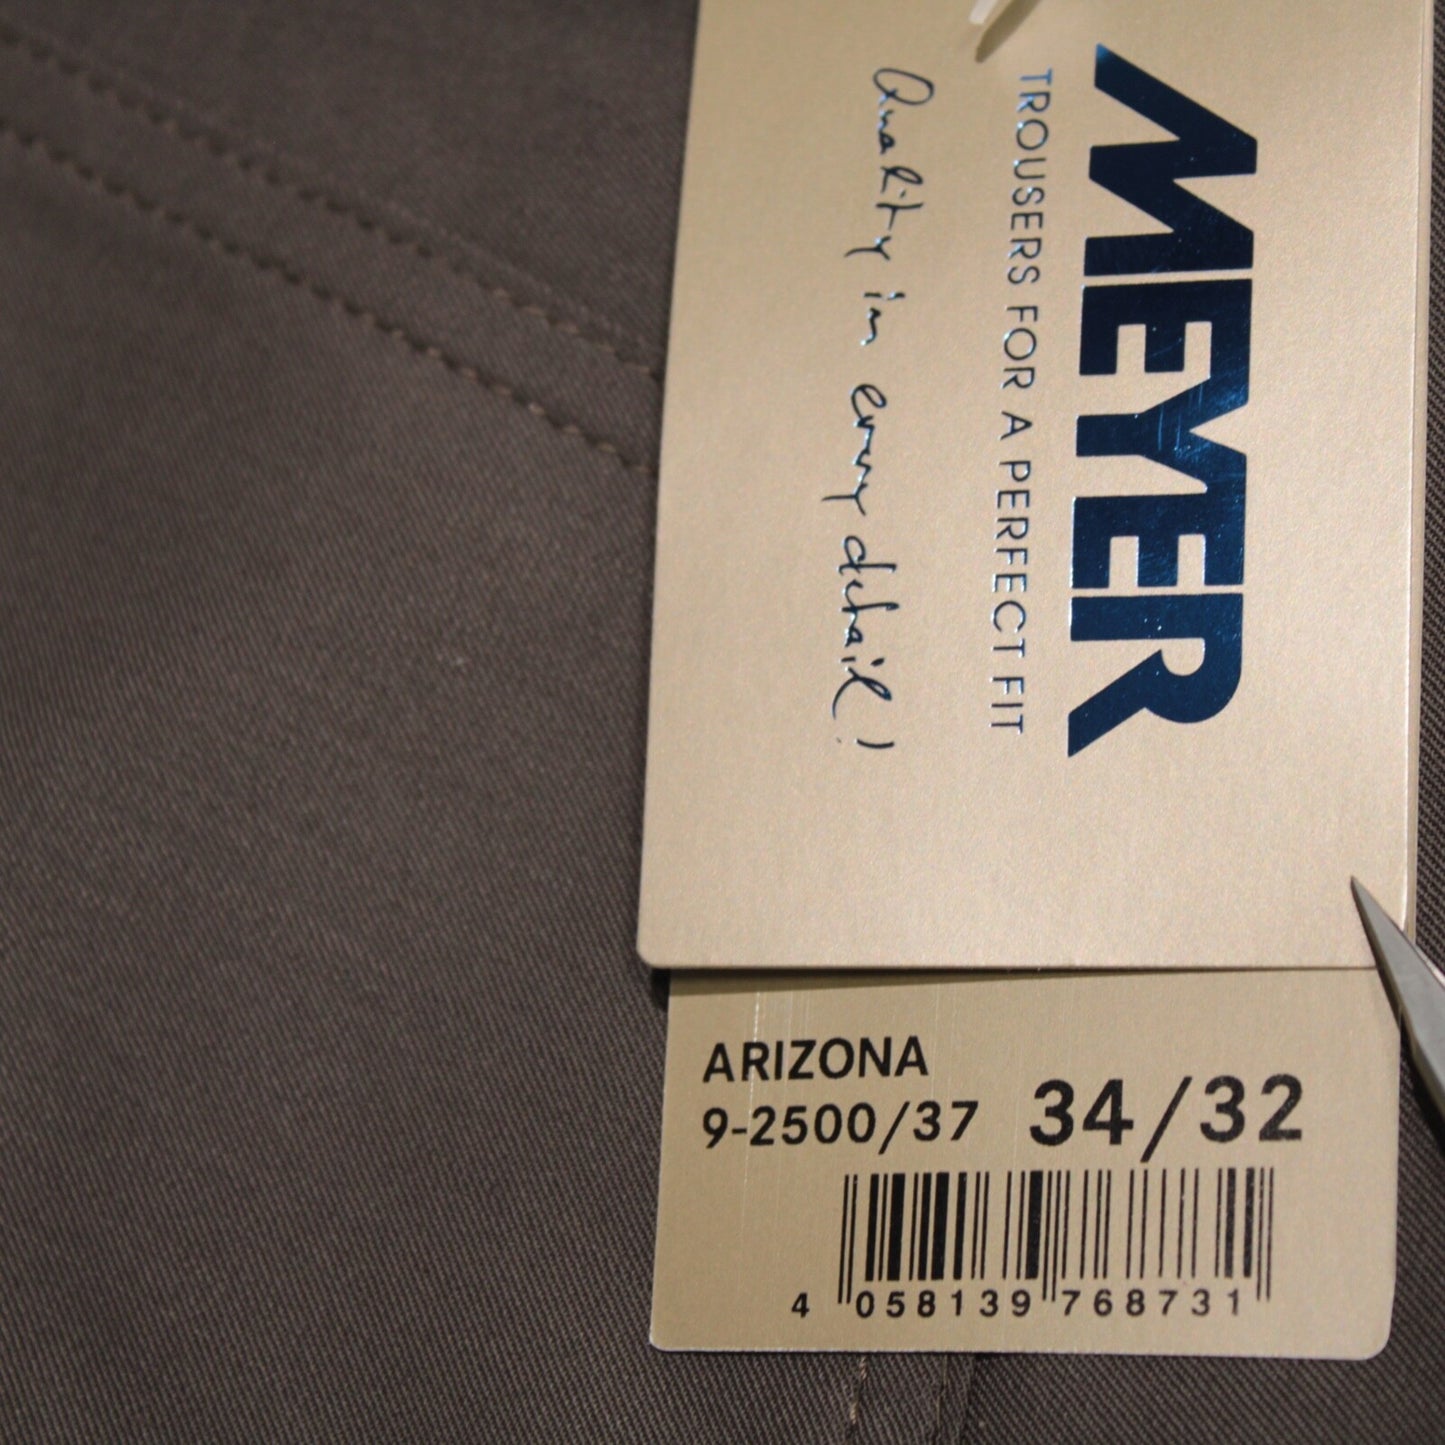 MEYER
TROUSERS FOR A PERFECT FIT
Quality in every detail!
ARIZONA
9-2500/37 34/32
4 058139 768731